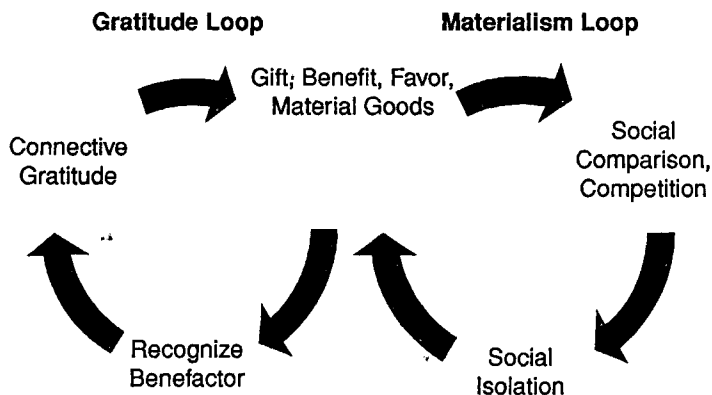 Gratitude Loop
Materialism Loop
Gift, Benefit, Favor,
Material Goods
Connective
Gratitude
Social
Comparison,
Competition
Recognize
Benefactor
Social
Isolation